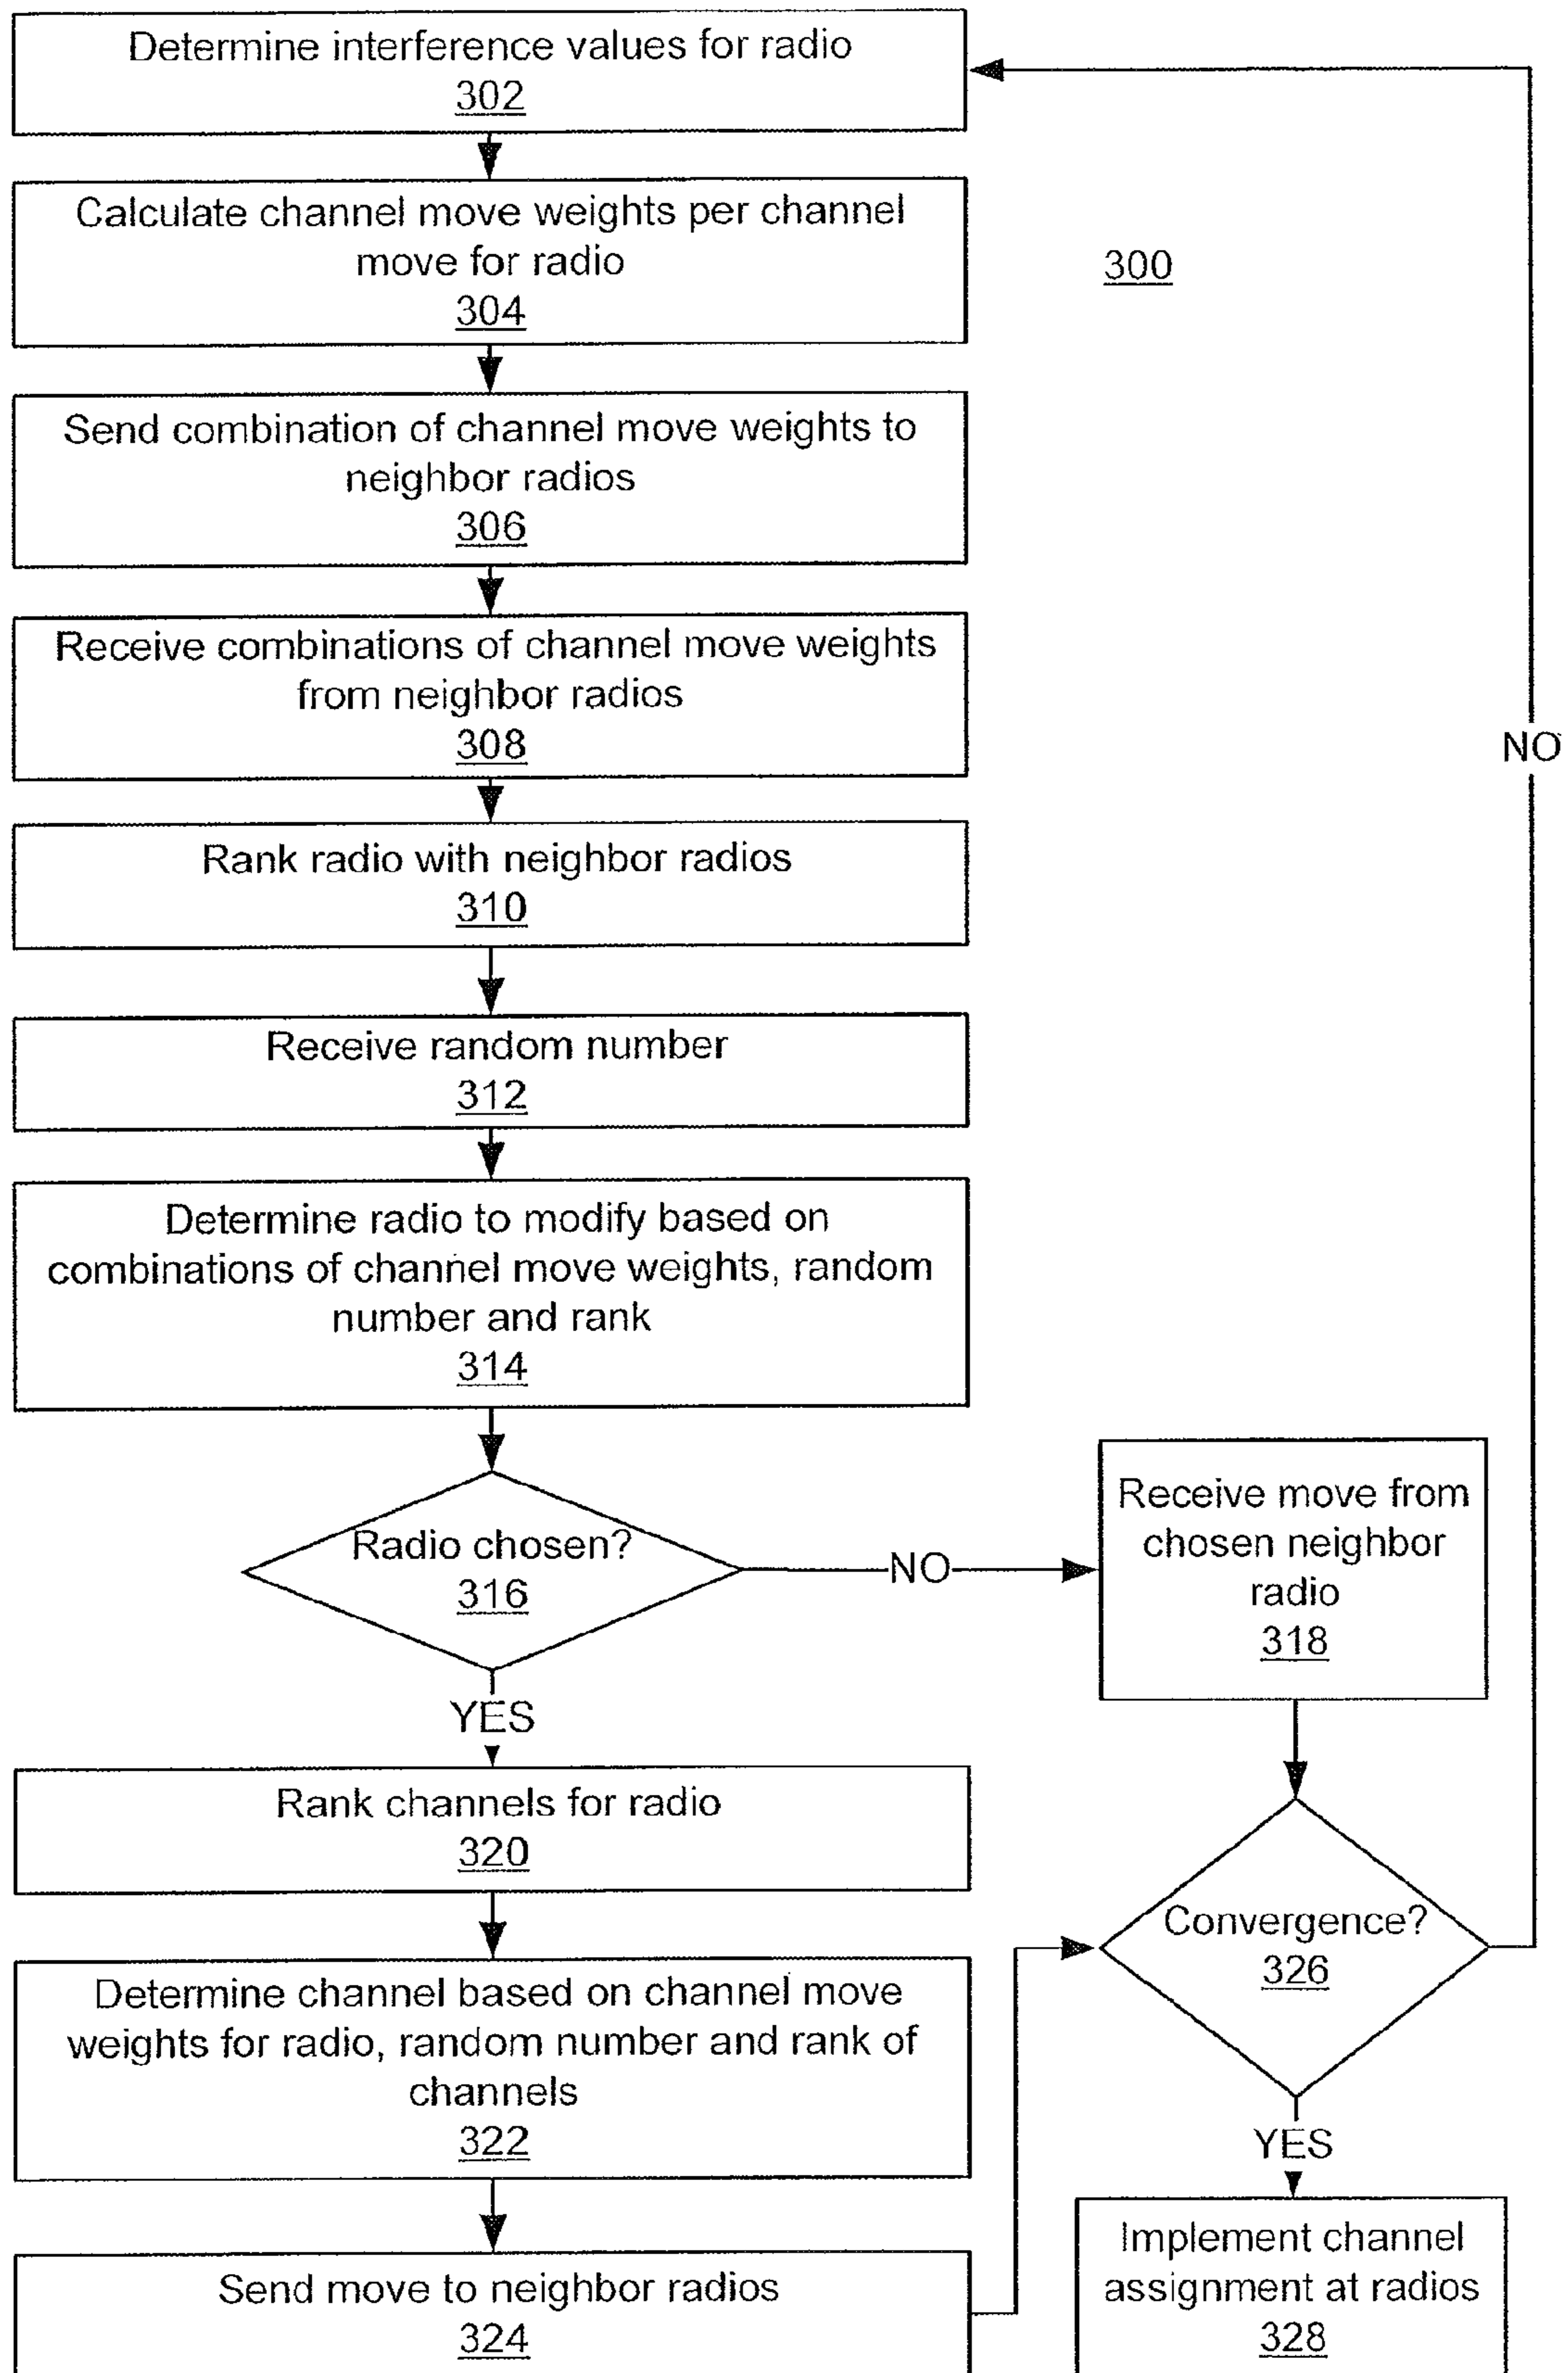 Determine interference values for radio
302
Calculate channel move weights per channel
move for radio
304
300
Send combination of channel move weights to
neighbor radios
306
Receive combinations of channel move weights
from neighbor radios
308
NO
Rank radio with neighbor radios
310
Receive random number
312
Determine radio to modify based on
combinations of channel move weights, random
number and rank
314
Radio chosen?
316
NO
Receive move from
chosen neighbor
radio
318
YES
Rank channels for radio
320
Convergence?
326
Determine channel based on channel move
weights for radio, random number and rank of
channels
322
YES
Send move to neighbor radios
324
Implement channel
assignment at radios
328